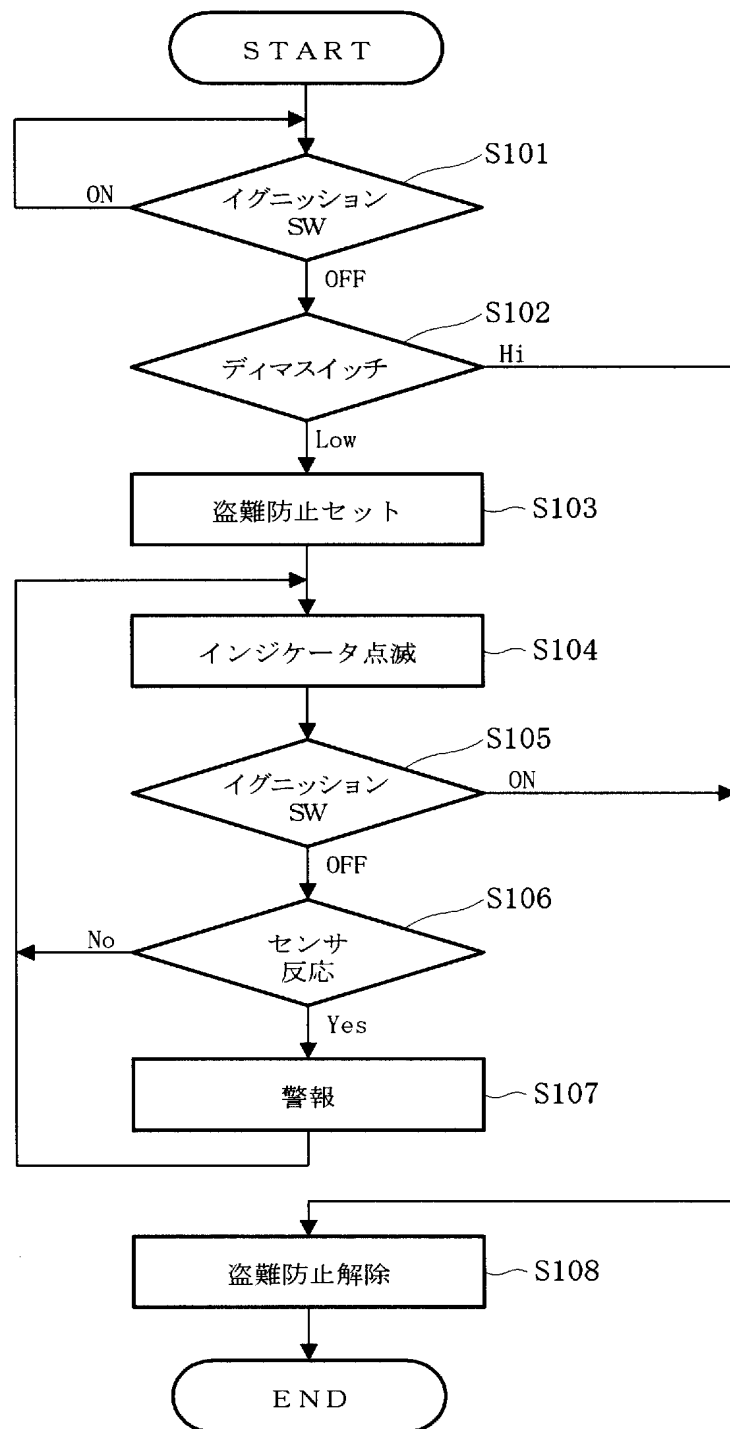 START
S101
ON
イグニッション
SW
OFF
S102
ディマスイッチ
Hi
Low
盗難防止セット
S103
インジケータ点滅
S104
S105
イグニッション
SW
ON
OFF
S106
No
センサ
反応
Yes
警報
S107
盗難防止解除
S108
END